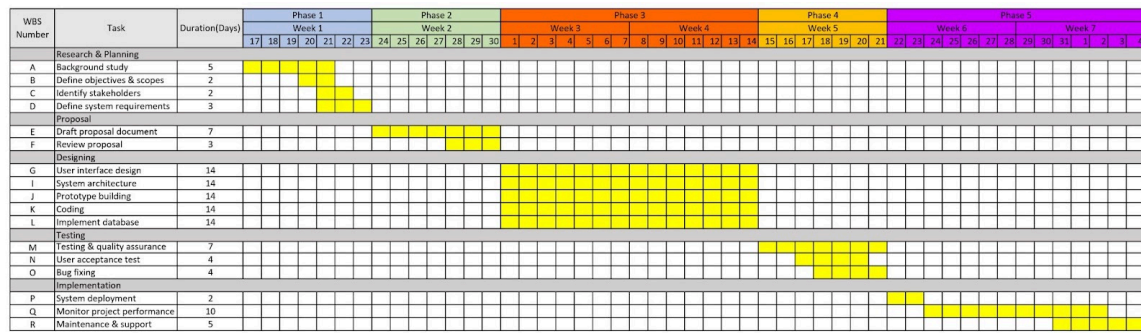 WBS Number Task Duration(Days) Phase 1 Phase 2 Phase 3 Phase 4 Phase 5
Week 1 Week 2 Week 3 Week 4 Week 5 Week 6 Week 7
17 18 19 20 21 22 23 24 25 26 27 28 29 30 1 2 3 4 5 6 7 8 9 10 11 12 13 14 15 16 17 18 19 20 21 22 23 24 25 26 27 28 29 30 31 1 2 3 4
Research & Planning
A Background study 5
B Define objectives & scopes 2
C Identify stakeholders 2
D Define system requirements 3
Proposal
E Draft proposal document 7
F Review proposal 3
Designing
G User interface design 14
I System architecture 14
J Prototype building 14
K Coding 14
L Implement database 14
Testing
M Testing & quality assurance 7
N User acceptance test 4
O Bug fixing 4
Implementation
P System deployment 2
Q Monitor project performance 10
R Maintenance & support 5